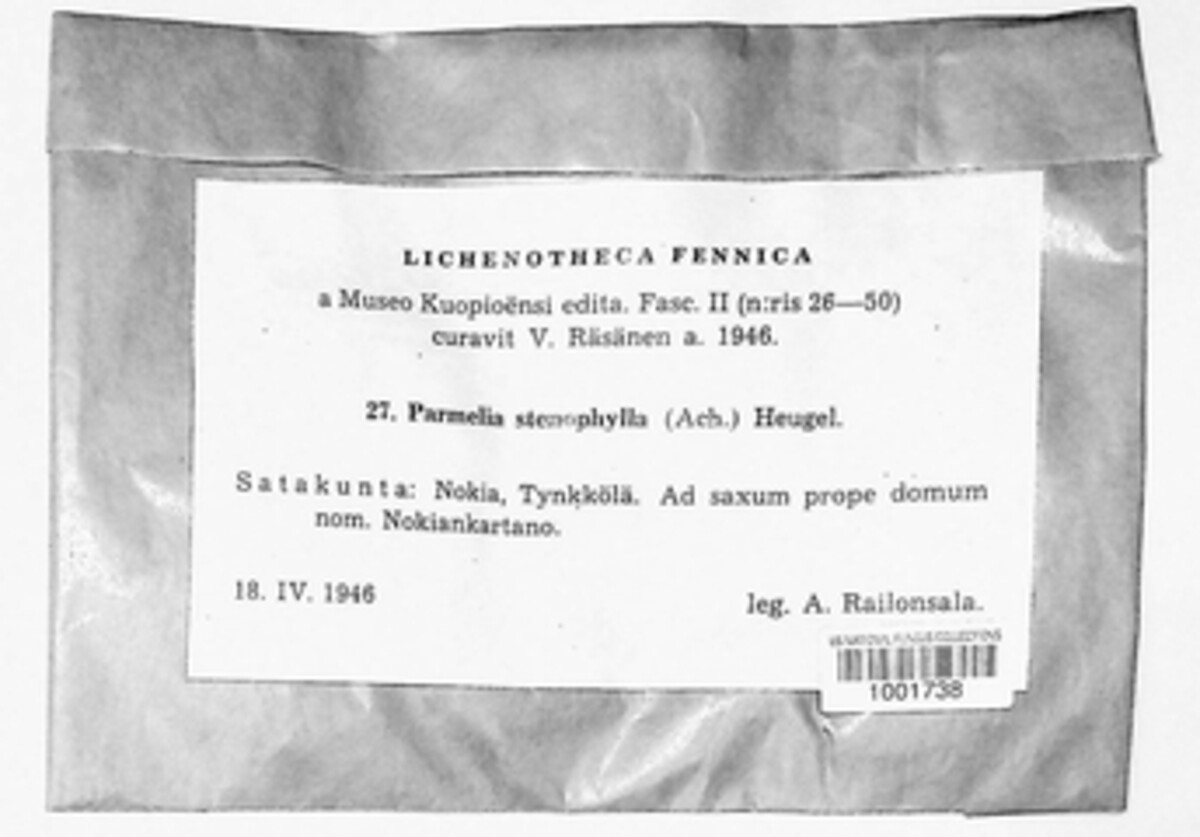 LICHENOTHECA FENNICA
a Museo Kuopioënsi edita. Fasc. II (n:ris 26—50)
curavit V. Räsänen a. 1946.
27. Parmelia stenophylla (Ach.) Heugel.
Satakunta: Nokia, Tynkkölä. Ad saxum prope domum
nom. Nokiankartano.
18. IV. 1946
leg. A. Railonsala.
1001738